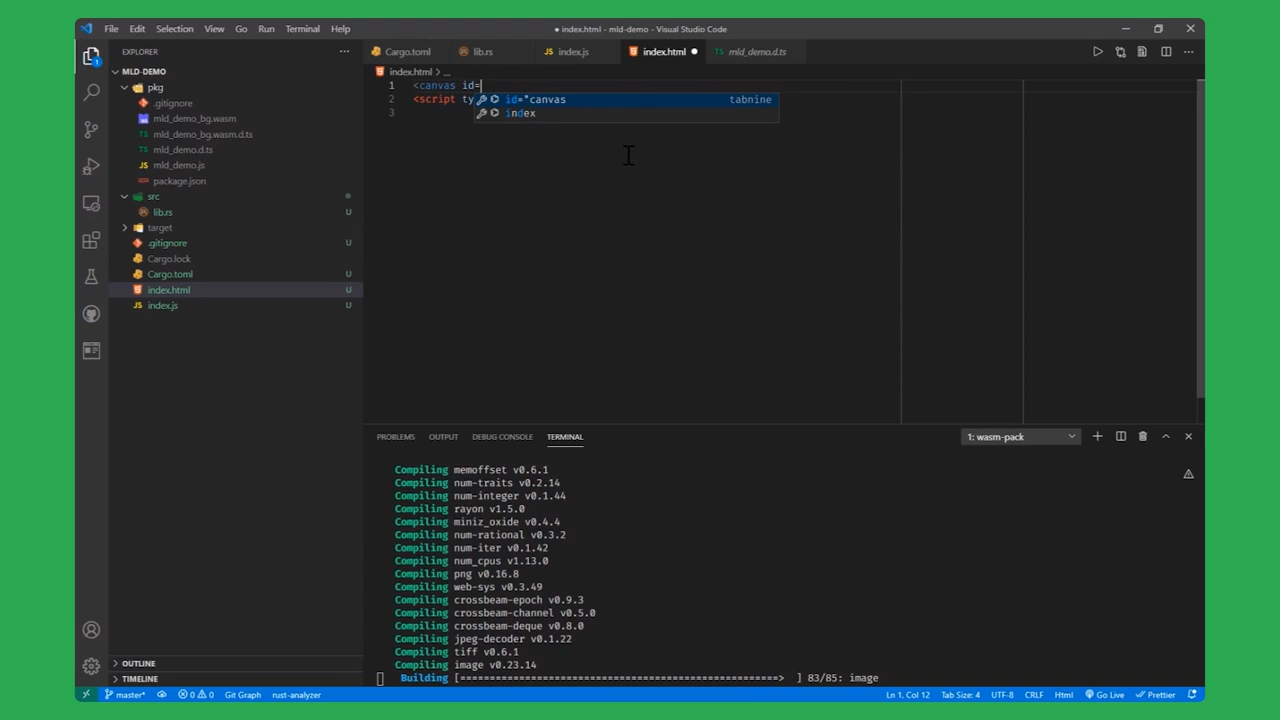 File Edit Selection View Go Run Terminal Help
● index.html - mld-demo - Visual Studio Code
EXPLORER
MLD-DEMO
pkg
.gitignore
mld_demo_bg.wasm
TS mld_demo_bg.wasm.d.ts
TS mld_demo.d.ts
JS mld_demo.js
package.json
src
lib.rs U
target
.gitignore U
Cargo.lock
Cargo.toml U
index.html U
JS index.js U
OUTLINE
TIMELINE
1
Cargo.toml lib.rs JS index.js index.html ● TS mld_demo.d.ts
index.html > ...
1 <canvas id=
2 <script ty
3
id="canvas tabnine
index
PROBLEMS OUTPUT DEBUG CONSOLE TERMINAL 1: wasm-pack
Compiling memoffset v0.6.1
Compiling num-traits v0.2.14
Compiling num-integer v0.1.44
Compiling rayon v1.5.0
Compiling miniz_oxide v0.4.4
Compiling num-rational v0.3.2
Compiling num-iter v0.1.42
Compiling num_cpus v1.13.0
Compiling png v0.16.8
Compiling web-sys v0.3.49
Compiling crossbeam-epoch v0.9.3
Compiling crossbeam-channel v0.5.0
Compiling crossbeam-deque v0.8.0
Compiling jpeg-decoder v0.1.22
Compiling tiff v0.6.1
Compiling image v0.23.14
Building [======================================================> ] 83/85: image
master* 0 0 Git Graph rust-analyzer Ln 1, Col 12 Tab Size: 4 UTF-8 CRLF Html Go Live Prettier